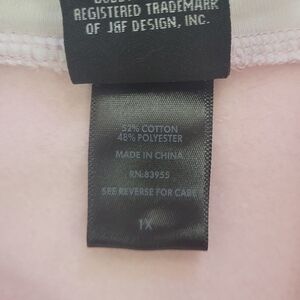 REGISTERED TRADEMARK
OF J&F DESIGN, INC.
52% COTTON
48% POLYESTER
MADE IN CHINA
RN:83955
SEE REVERSE FOR CARE
1X